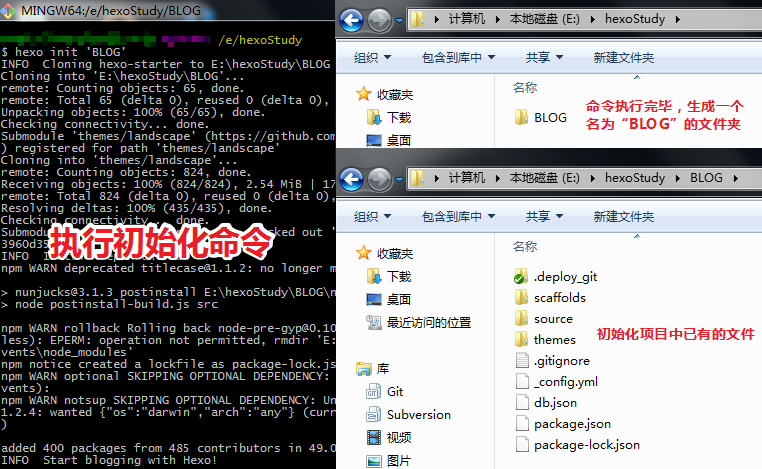 MINGW64:/e/hexoStudy/BLOG
/e/hexoStudy
$ hexo init 'BLOG'
INFO  Cloning hexo-starter to E:\hexoStudy\BLOG
Cloning into 'E:\hexoStudy\BLOG'...
remote: Counting objects: 65, done.
remote: Total 65 (delta 0), reused 0 (delta 0),
Unpacking objects: 100% (65/65), done.
Checking connectivity... done.
Submodule 'themes/landscape' (https://github.com
) registered for path 'themes/landscape'
Cloning into 'themes/landscape'...
remote: Counting objects: 824, done.
Receiving objects: 100% (824/824), 2.54 MiB | 17
remote: Total 824 (delta 0), reused 0 (delta 0),
Resolving deltas: 100% (435/435), done.
Checking connectivity... done.
Submodu
cked out '
3960d35
执行初始化命令
INFO
npm WARN deprecated titlecase@1.1.2: no longer m
> nunjucks@3.1.3 postinstall E:\hexoStudy\BLOG\n
> node postinstall-build.js src
npm WARN rollback Rolling back node-pre-gyp@0.10
less): EPERM: operation not permitted, rmdir 'E:
vents\node_modules'
npm notice created a lockfile as package-lock.js
npm WARN optional SKIPPING OPTIONAL DEPENDENCY:
vents):
npm WARN notsup SKIPPING OPTIONAL DEPENDENCY: Un
1.2.4: wanted {"os":"darwin","arch":"any"} (curr
)
added 400 packages from 485 contributors in 49.0
INFO  Start blogging with Hexo!
计算机 本地磁盘 (E:) hexoStudy
组织 包含到库中 共享 新建文件夹
收藏夹
下载
桌面
名称
BLOG
命令执行完毕，生成一个
名为“BLOG”的文件夹
计算机 本地磁盘 (E:) hexoStudy BLOG
组织 包含到库中 共享 新建文件夹
收藏夹
下载
桌面
最近访问的位置
库
Git
Subversion
视频
图片
名称
.deploy_git
scaffolds
source
themes
.gitignore
_config.yml
db.json
package.json
package-lock.json
初始化项目中已有的文件